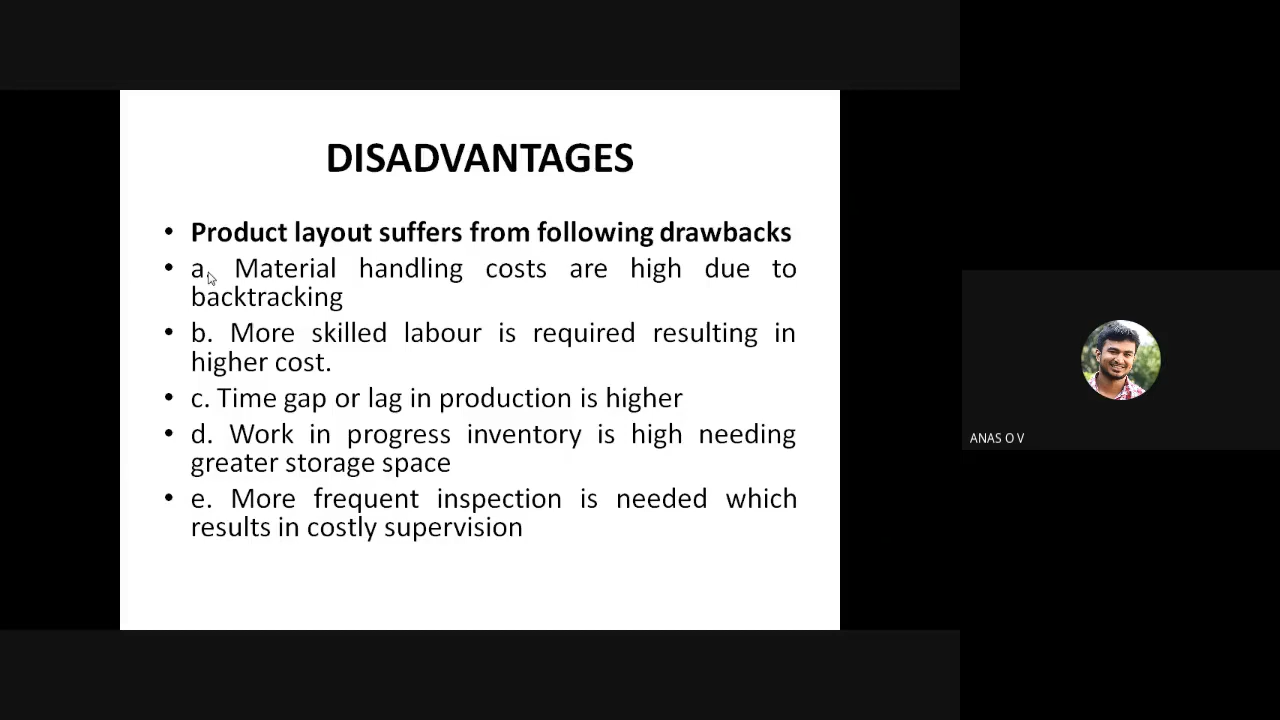 DISADVANTAGES
• Product layout suffers from following drawbacks
• a. Material handling costs are high due to
backtracking
• b. More skilled labour is required resulting in
higher cost.
• c. Time gap or lag in production is higher
• d. Work in progress inventory is high needing
greater storage space
• e. More frequent inspection is needed which
results in costly supervision
ANAS O V